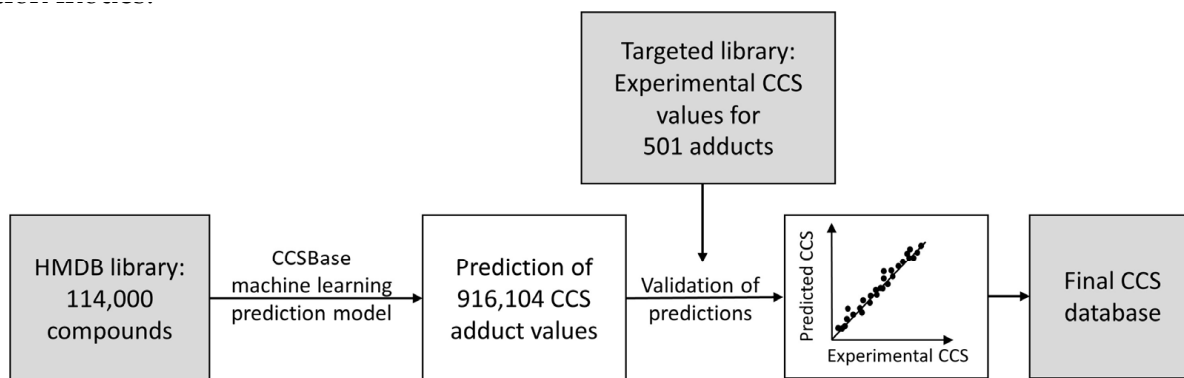 Targeted library:
Experimental CCS
values for
501 adducts
HMDB library:
114,000
compounds
CCSBase
machine learning
prediction model
Prediction of
916,104 CCS
adduct values
Validation of
predictions
Predicted CCS
Experimental CCS
Final CCS
database